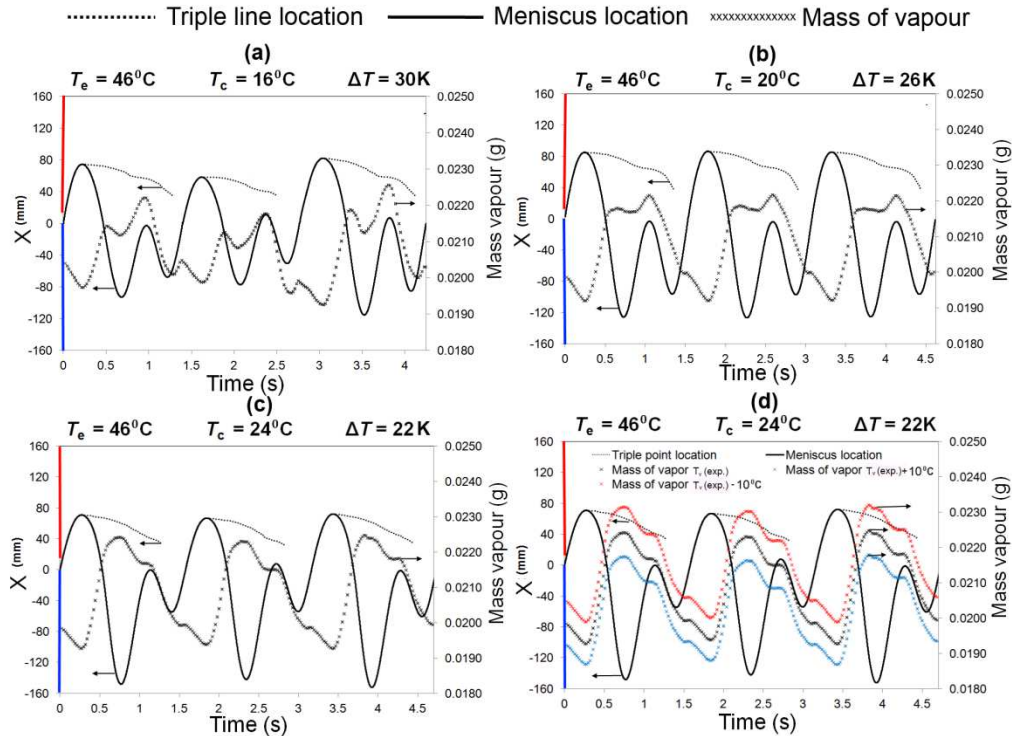 Triple line location Meniscus location Mass of vapour
(a) (b)
Te = 46⁰C Tc = 16⁰C ΔT = 30K Te = 46⁰C Tc = 20⁰C ΔT = 26K
160 0.0250 160 0.0250
120 0.0240 120 0.0240
80 0.0230 80 0.0230
40 0.0220 40 0.0220
0 0.0210 0 0.0210
-40 0.0200 -40 0.0200
-80 0.0190 -80 0.0190
-120 0.0180 -120 0.0180
-160 -160
X (mm) Mass vapour (g) X (mm) Mass vapour (g)
0 0.5 1 1.5 2 2.5 3 3.5 4 0 0.5 1 1.5 2 2.5 3 3.5 4 4.5
Time (s) Time (s)
(c) (d)
Te = 46⁰C Tc = 24⁰C ΔT = 22K Te = 46⁰C Tc = 24⁰C ΔT = 22K
Triple point location Meniscus location
Mass of vapor Tv (exp.) Mass of vapor Tv (exp)+10⁰C
Mass of vapor Tv (exp.) -10⁰C
160 0.0250 160 0.0250
120 0.0240 120 0.0240
80 0.0230 80 0.0230
40 0.0220 40 0.0220
0 0.0210 0 0.0210
-40 0.0200 -40 0.0200
-80 0.0190 -80 0.0190
-120 0.0180 -120 0.0180
-160 -160
X (mm) Mass vapour (g) X (mm) Mass vapour (g)
0 0.5 1 1.5 2 2.5 3 3.5 4 4.5 0 0.5 1 1.5 2 2.5 3 3.5 4 4.5
Time (s) Time (s)